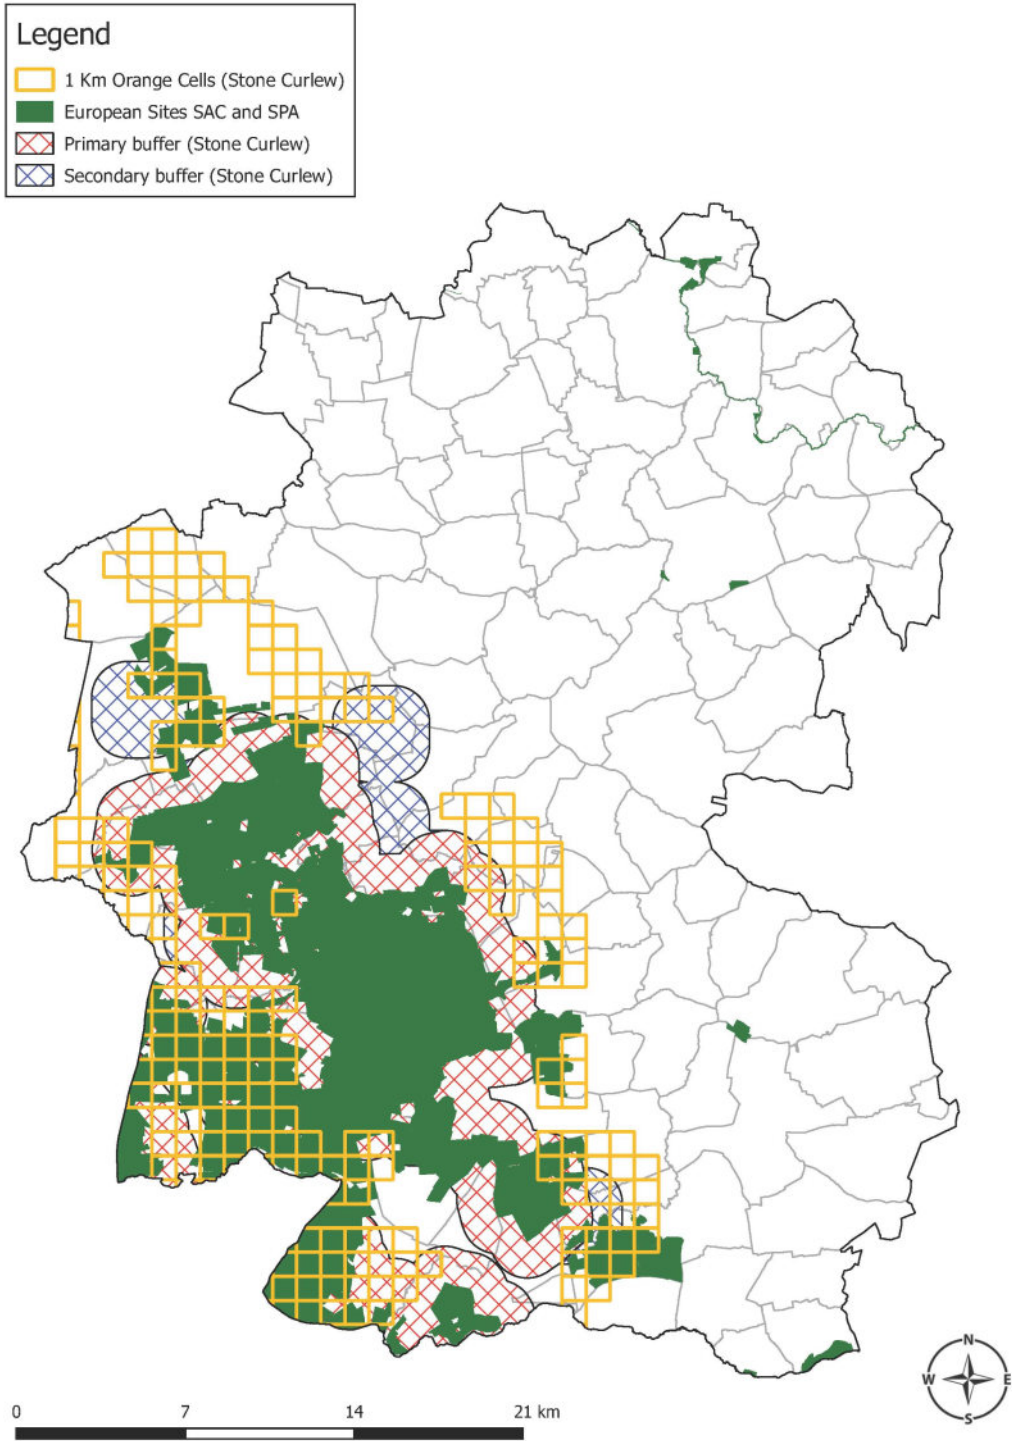 Legend
1 Km Orange Cells (Stone Curlew)
European Sites SAC and SPA
Primary buffer (Stone Curlew)
Secondary buffer (Stone Curlew)
N
W E
S
0 7 14 21 km